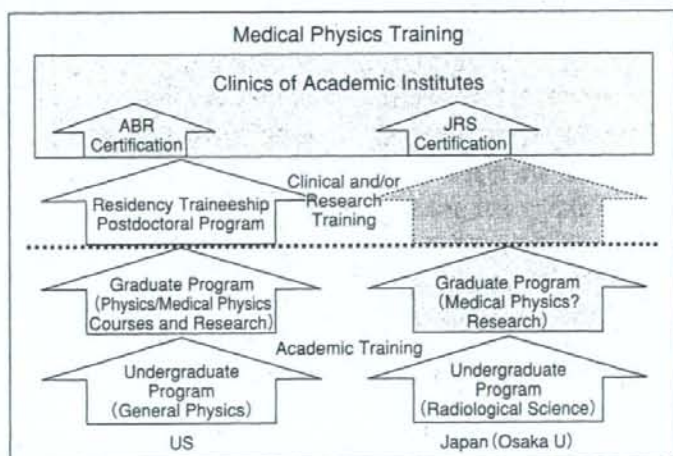 Medical Physics Training
Clinics of Academic Institutes
ABR
Certification
JRS
Certification
Residency Traineeship
Postdoctoral Program
Clinical and/or
Research
Training
Graduate Program
(Physics/Medical Physics
Courses and Research)
Graduate Program
(Medical Physics?
Research)
Academic Training
Undergraduate
Program
(General Physics)
Undergraduate
Program
(Radiological Science)
US
Japan (Osaka U)